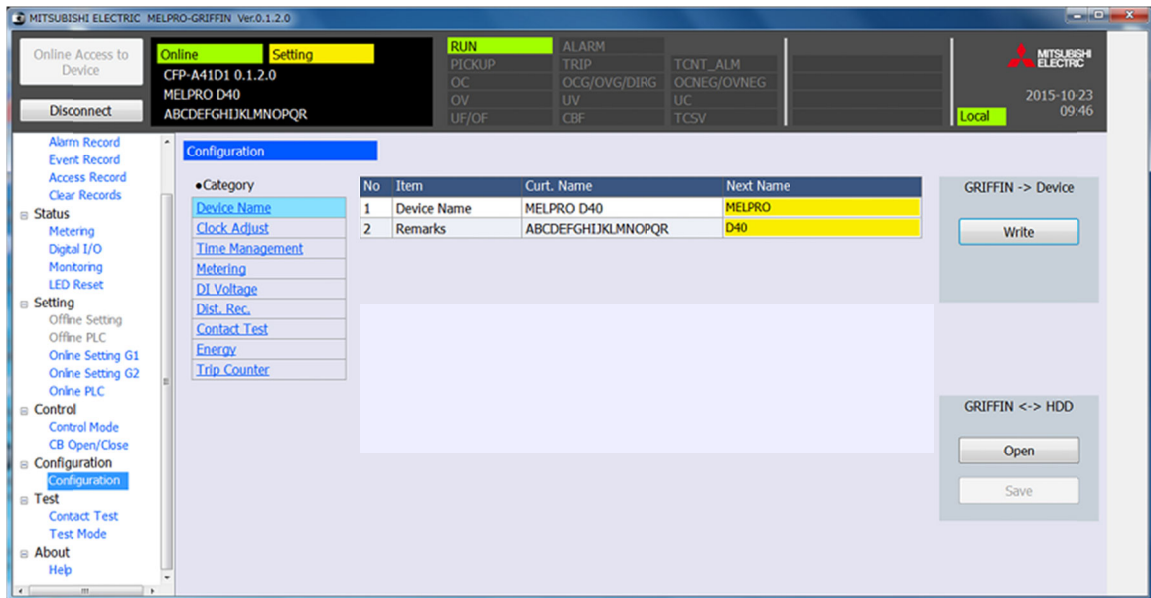 MITSUBISHI ELECTRIC MELPRO-GRIFFIN Ver.0.1.2.0
Online Access to
Device
Disconnect
Online
Setting
CFP-A41D1 0.1.2.0
MELPRO D40
ABCDEFGHIJKLMNOPQR
RUN
ALARM
PICKUP
TRIP
TCNT_ALM
OC
OCG/OVG/DIRG
OCNEG/OVNEG
OV
UV
UC
UF/OF
CBF
TCSV
MITSUBISHI
ELECTRIC
2015-10-23
09:46
Local
Alarm Record
Event Record
Access Record
Clear Records
Status
Metering
Digital I/O
Montoring
LED Reset
Setting
Offline Setting
Offline PLC
Online Setting G1
Online Setting G2
Online PLC
Control
Control Mode
CB Open/Close
Configuration
Configuration
Test
Contact Test
Test Mode
About
Help
Configuration
•Category
Device Name
Clock Adjust
Time Management
Metering
DI Voltage
Dist. Rec.
Contact Test
Energy
Trip Counter
No Item Curt. Name Next Name
1 Device Name MELPRO D40 MELPRO
2 Remarks ABCDEFGHIJKLMNOPQR D40
GRIFFIN -> Device
Write
GRIFFIN <-> HDD
Open
Save